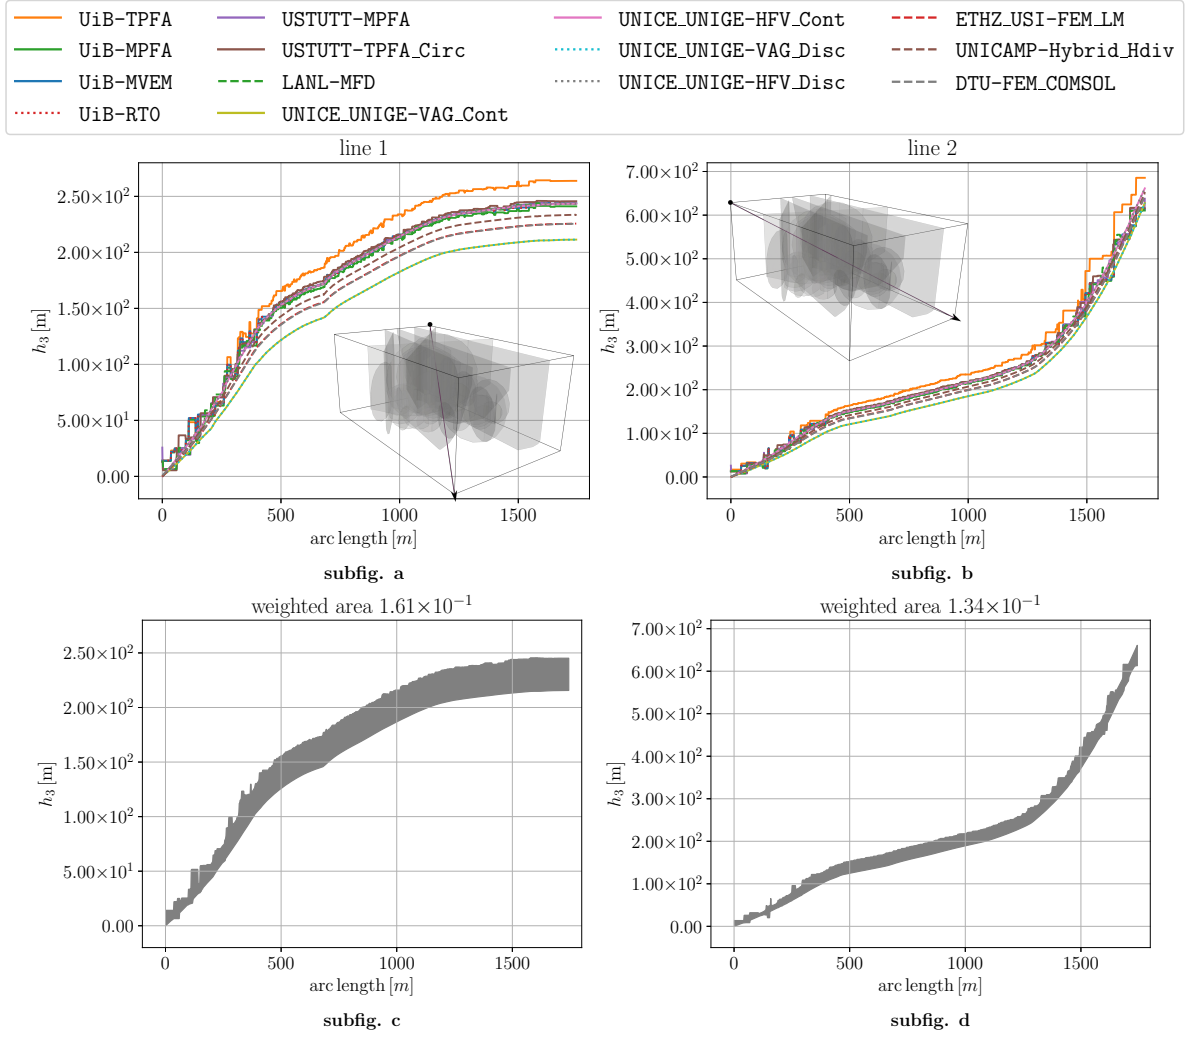 UiB-TPFA
UiB-MPFA
UiB-MVEM
UiB-RT0
USTUTT-MPFA
USTUTT-TPFA_Circ
LANL-MFD
UNICE_UNIGE-VAG_Cont
UNICE_UNIGE-HFV_Cont
UNICE_UNIGE-VAG_Disc
UNICE_UNIGE-HFV_Disc
ETHZ_USI-FEM_LM
UNICAMP-Hybrid_Hdiv
DTU-FEM_COMSOL
line 1
h₃ [m]
2.50×10²
2.00×10²
1.50×10²
1.00×10²
5.00×10¹
0.00
0 500 1000 1500
arc length [m]
subfig. a
line 2
h₃ [m]
7.00×10²
6.00×10²
5.00×10²
4.00×10²
3.00×10²
2.00×10²
1.00×10²
0.00
0 500 1000 1500
arc length [m]
subfig. b
weighted area 1.61×10⁻¹
h₃ [m]
2.50×10²
2.00×10²
1.50×10²
1.00×10²
5.00×10¹
0.00
0 500 1000 1500
arc length [m]
subfig. c
weighted area 1.34×10⁻¹
h₃ [m]
7.00×10²
6.00×10²
5.00×10²
4.00×10²
3.00×10²
2.00×10²
1.00×10²
0.00
0 500 1000 1500
arc length [m]
subfig. d